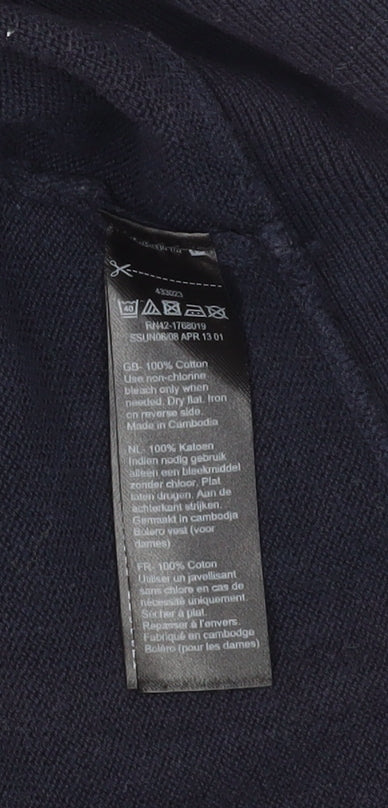 433023
40
RN42-1768019
SSUN06/08 APR 13 01
GB- 100% Cotton
Use non-chlorine
bleach only when
needed. Dry flat. Iron
on reverse side.
Made in Cambodia
NL - 100% Katoen
Indien nodig gebruik
alleen een bleekmiddel
zonder chloor. Plat
laten drogen. Aan de
achterkant strijken.
Gemaakt in cambodja
Bolero vest (voor
dames)
FR- 100% Coton
Utiliser un javellisant
sans chlore en cas de
nécessité uniquement.
Sécher à plat.
Repasser à l'envers.
Fabriqué en cambodge
Boléro (pour les dames)